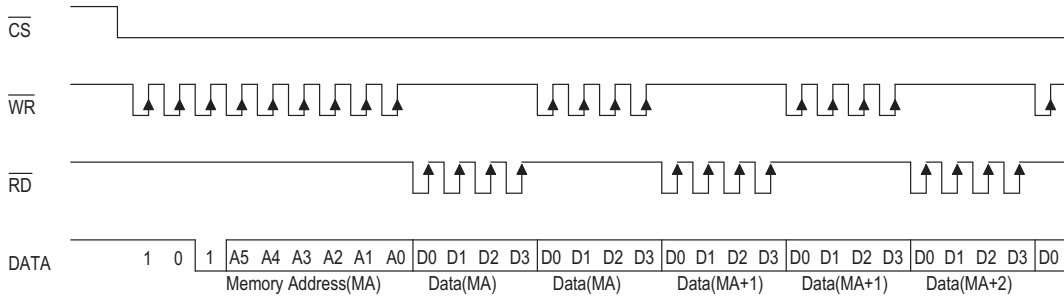 CS
WR
RD
DATA 1 0 1 A5 A4 A3 A2 A1 A0 D0 D1 D2 D3 D0 D1 D2 D3 D0 D1 D2 D3 D0 D1 D2 D3 D0 D1 D2 D3 D0
Memory Address(MA) Data(MA) Data(MA) Data(MA+1) Data(MA+1) Data(MA+2)